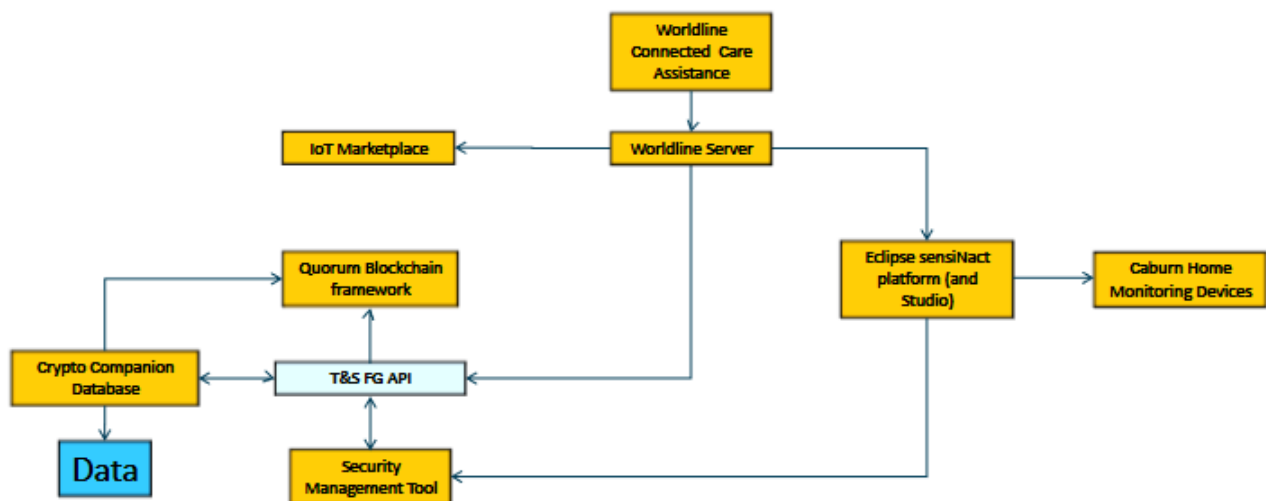 Worldline
Connected Care
Assistance
IoT Marketplace
Worldline Server
Quorum Blockchain
framework
Eclipse sensiNact
platform (and
Studio)
Caburn Home
Monitoring Devices
Crypto Companion
Database
T&S FG API
Data
Security
Management Tool